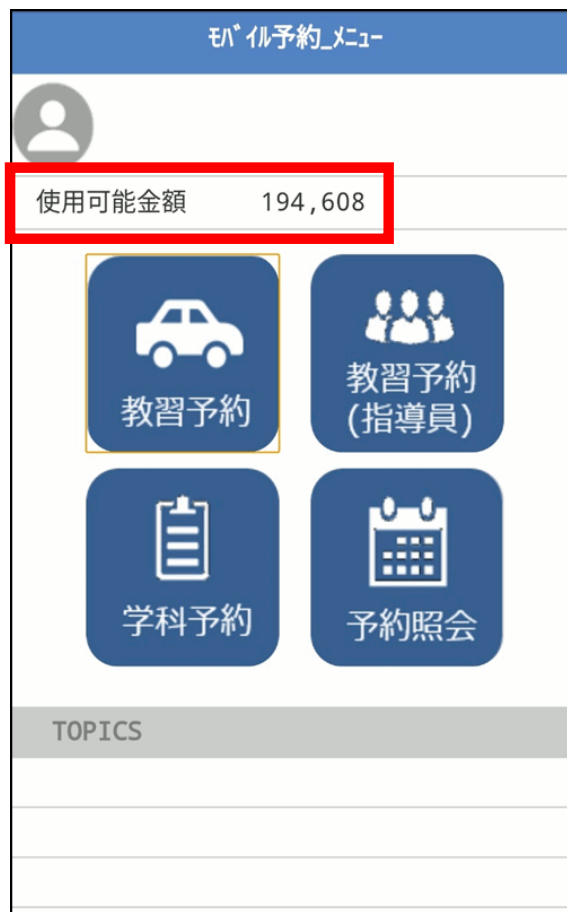 ﾓﾊﾞｲﾙ予約_ﾒﾆｭｰ
使用可能金額 194,608
教習予約
教習予約
(指導員)
学科予約
予約照会
TOPICS